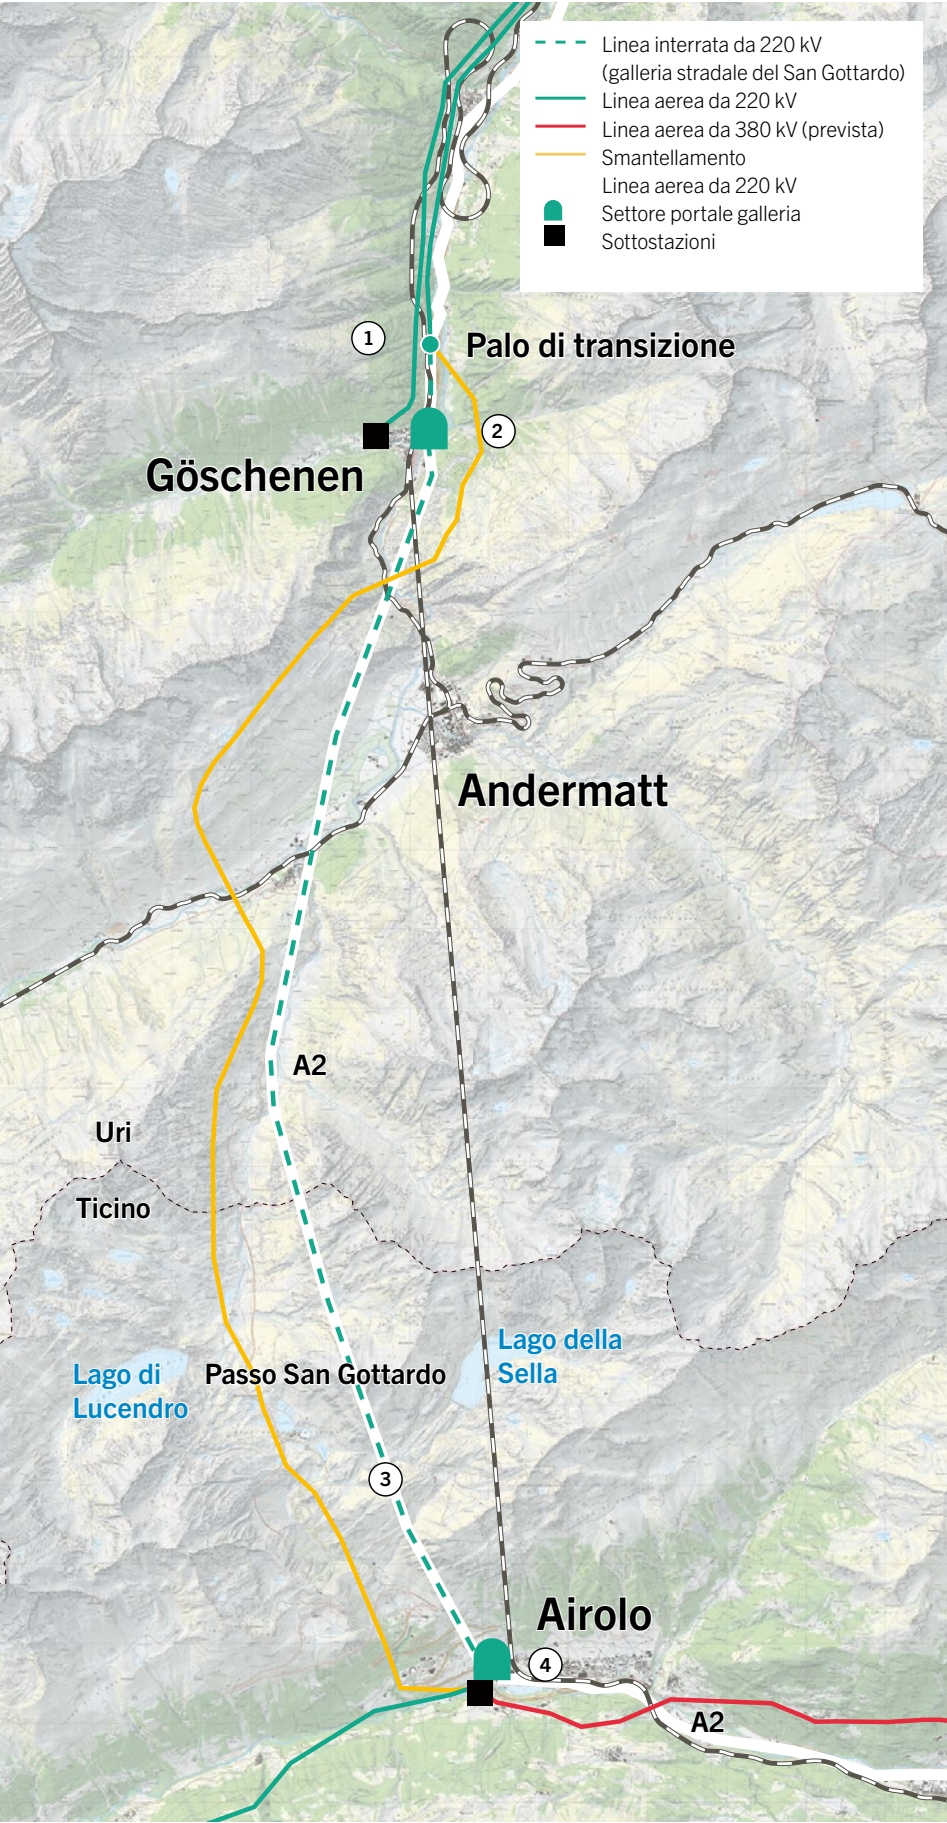 Linea interrata da 220 kV
(galleria stradale del San Gottardo)
Linea aerea da 220 kV
Linea aerea da 380 kV (prevista)
Smantellamento
Linea aerea da 220 kV
Settore portale galleria
Sottostazioni
1
Palo di transizione
2
Göschenen
Andermatt
A2
Uri
Ticino
Lago della
Sella
Lago di
Lucendro
Passo San Gottardo
3
Airolo
4
A2